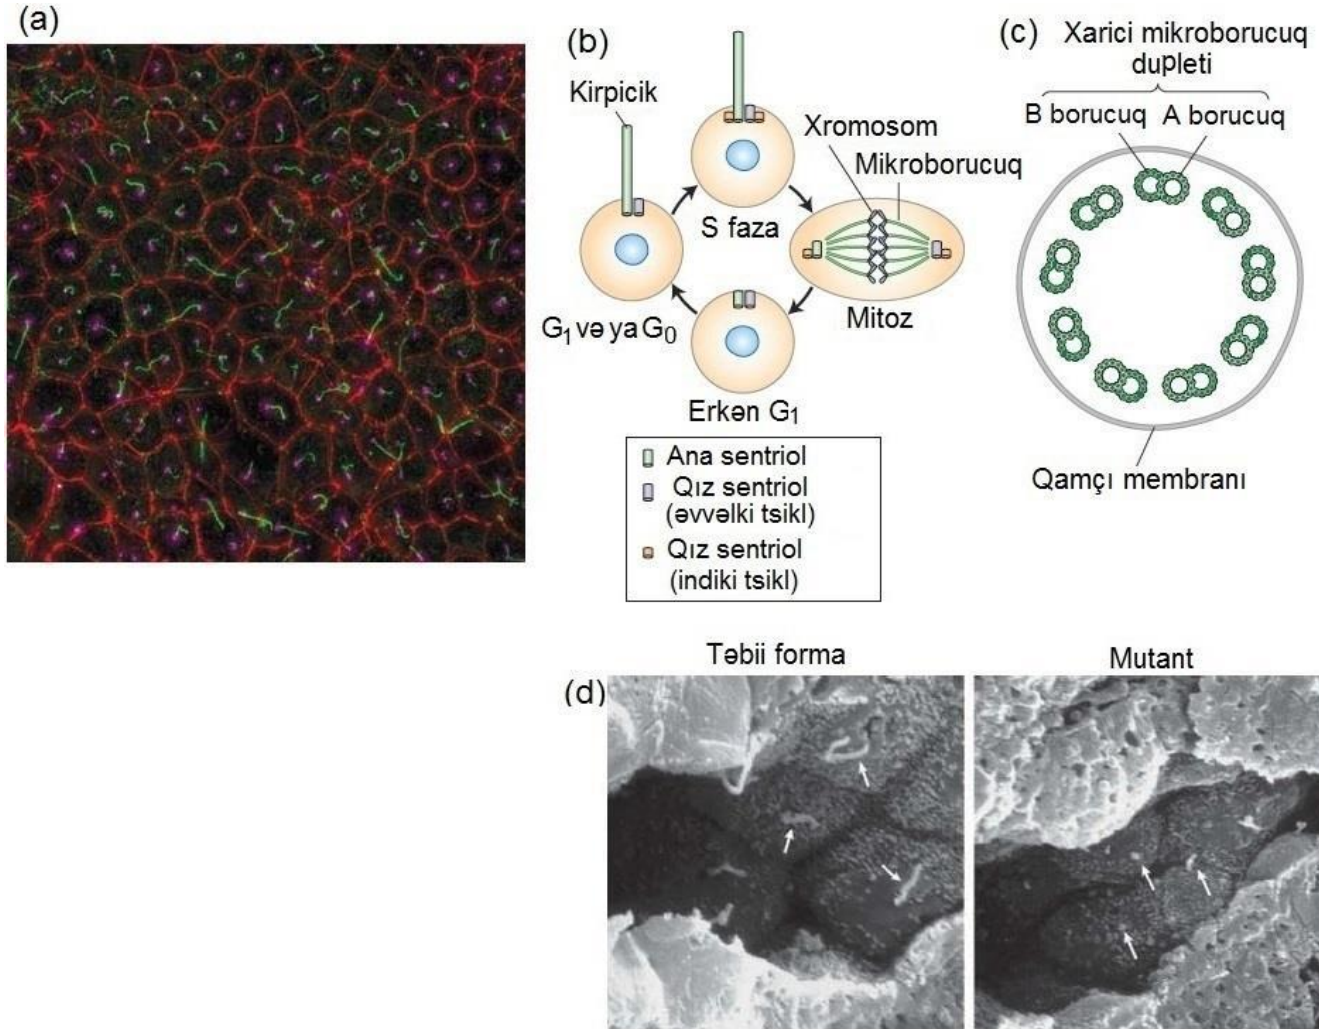 (a)
(b)
Kirpicik
S faza
Xromosom
Mikroborucuq
G1 və ya G0
Mitoz
Erkən G1
Ana sentriol
Qız sentriol
(əvvəlki tsikl)
Qız sentriol
(indiki tsikl)
(c)
Xarici mikroborucuq
dupleti
B borucuq A borucuq
Qamçı membranı
(d)
Təbii forma
Mutant